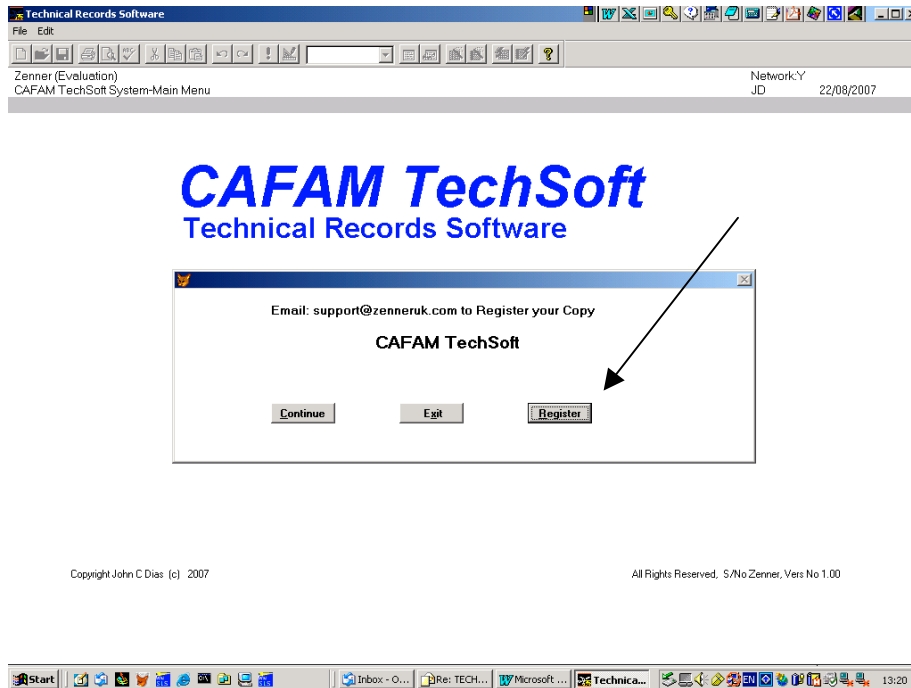 Technical Records Software
File Edit
Zenner (Evaluation) Network:Y
CAFAM TechSoft System-Main Menu JD 22/08/2007
CAFAM TechSoft
Technical Records Software
Email: support@zenneruk.com to Register your Copy
CAFAM TechSoft
Continue Exit Register
Copyright John C Dias (c) 2007 All Rights Reserved, S/No Zenner, Vers No 1.00
Start Inbox - O... Re: TECH... Microsoft ... Technica... EN 13:20